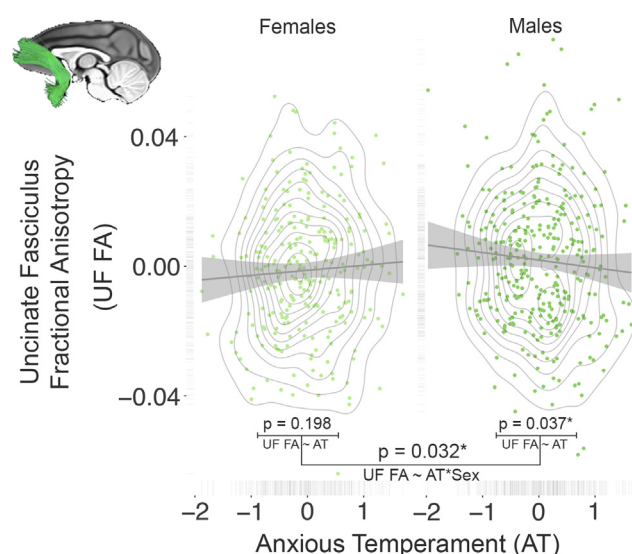 Females
Males
Uncinate Fasciculus
Fractional Anisotropy
(UF FA)
0.04
0.00
−0.04
p = 0.198
UF FA ~ AT
p = 0.037*
UF FA ~ AT
p = 0.032*
UF FA ~ AT*Sex
−2 −1 0 1 −2 −1 0 1
Anxious Temperament (AT)